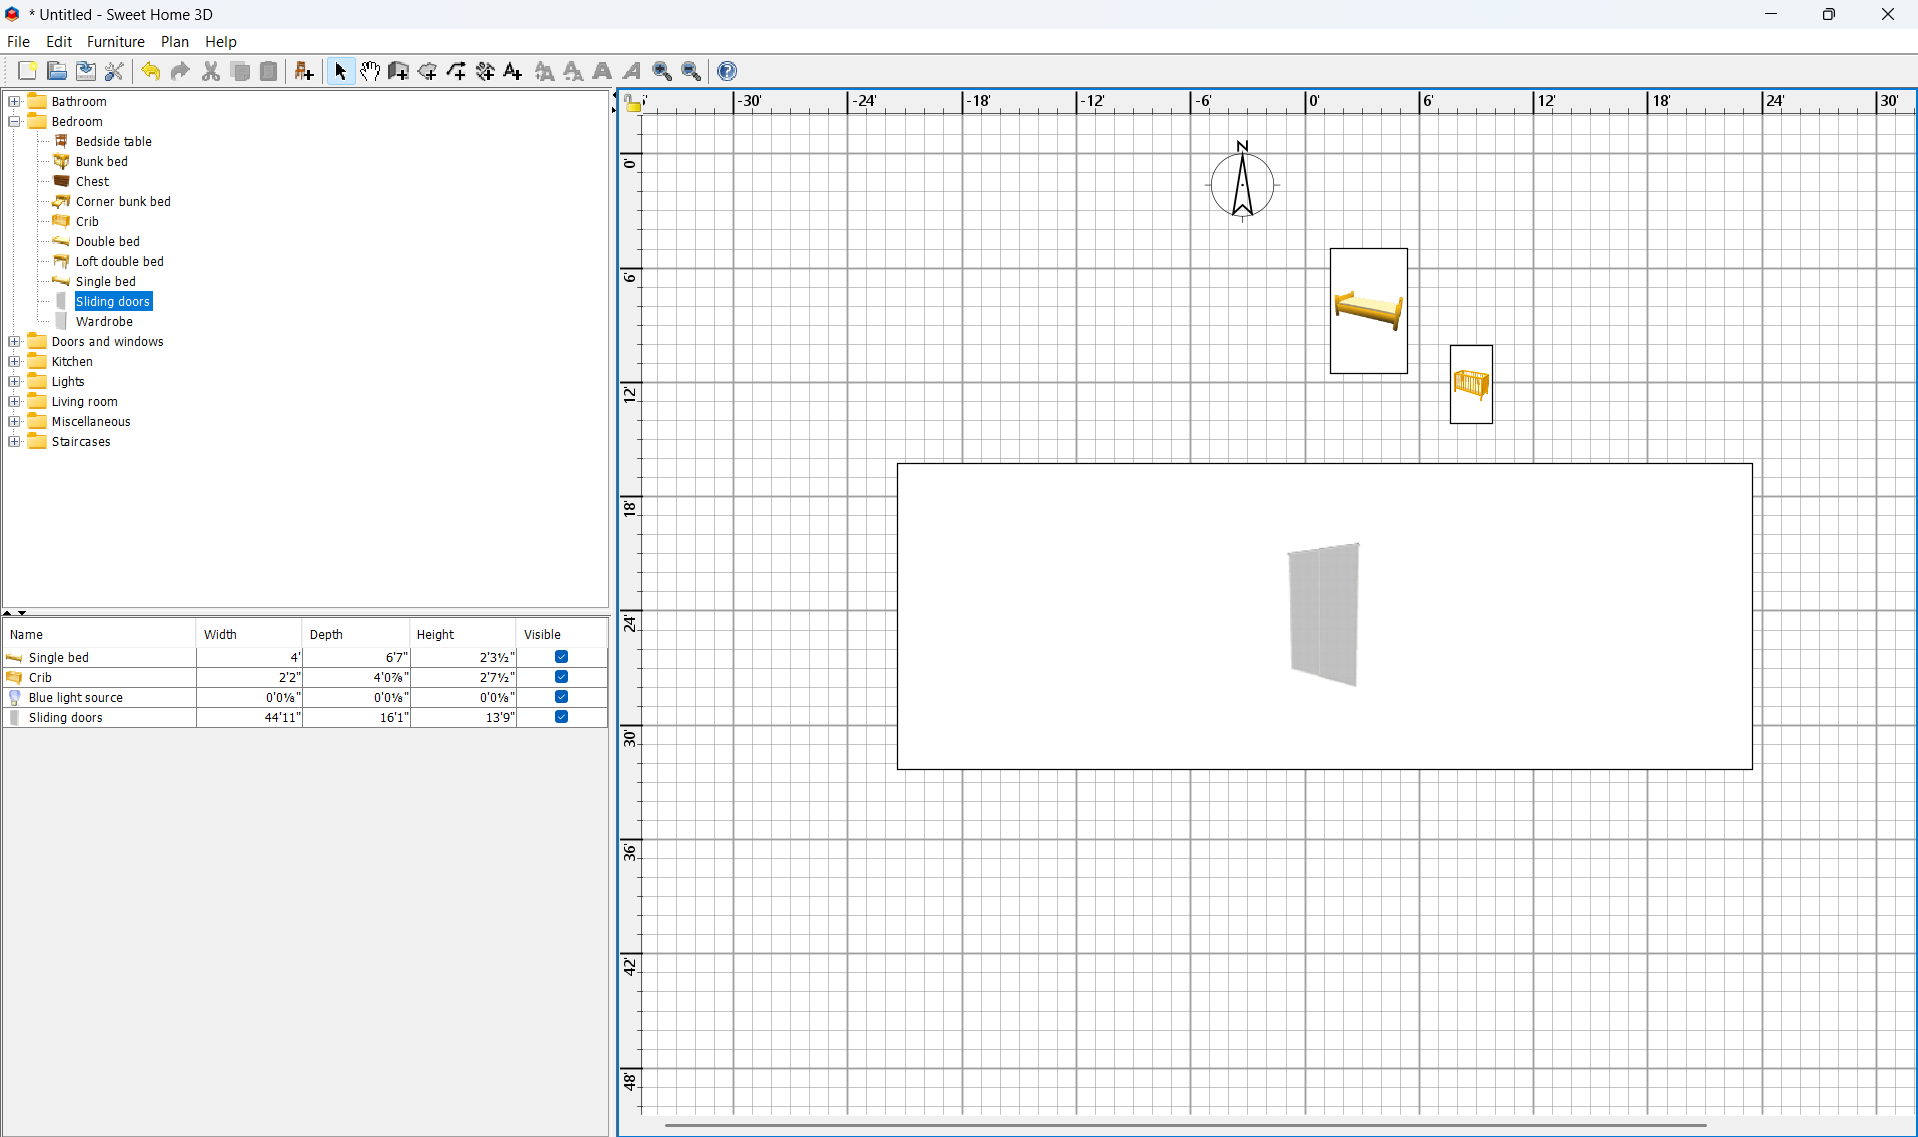 * Untitled - Sweet Home 3D
File Edit Furniture Plan Help
Bathroom
Bedroom
Bedside table
Bunk bed
Chest
Corner bunk bed
Crib
Double bed
Loft double bed
Single bed
Sliding doors
Wardrobe
Doors and windows
Kitchen
Lights
Living room
Miscellaneous
Staircases
Name Width Depth Height Visible
Single bed 4' 6'7" 2'3½"
Crib 2'2" 4'0⅞" 2'7½"
Blue light source 0'0⅛" 0'0⅛" 0'0⅛"
Sliding doors 44'11" 16'1" 13'9"
-30' -24' -18' -12' -6' 0' 6' 12' 18' 24' 30'
0'
6'
12'
18'
24'
30'
36'
42'
48'
N